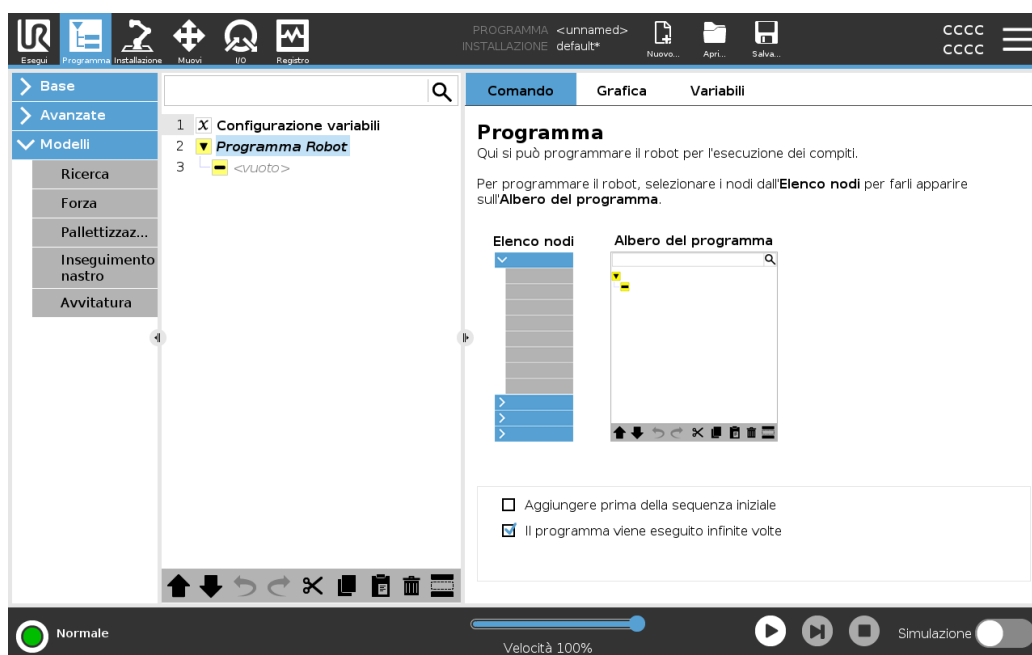 UR
Esegui
Programma
Installazione
Muovi
I/O
Registro
PROGRAMMA <unnamed>
INSTALLAZIONE default*
Nuovo...
Apri...
Salva...
CCCC
CCCC
Base
Avanzate
Modelli
Ricerca
Forza
Pallettizzaz...
Inseguimento
nastro
Avvitatura
1 X Configurazione variabili
2 Programma Robot
3 <vuoto>
Comando Grafica Variabili
Programma
Qui si può programmare il robot per l'esecuzione dei compiti.
Per programmare il robot, selezionare i nodi dall'Elenco nodi per farli apparire
sull'Albero del programma.
Elenco nodi
Albero del programma
Aggiungere prima della sequenza iniziale
Il programma viene eseguito infinite volte
Normale
Velocità 100%
Simulazione